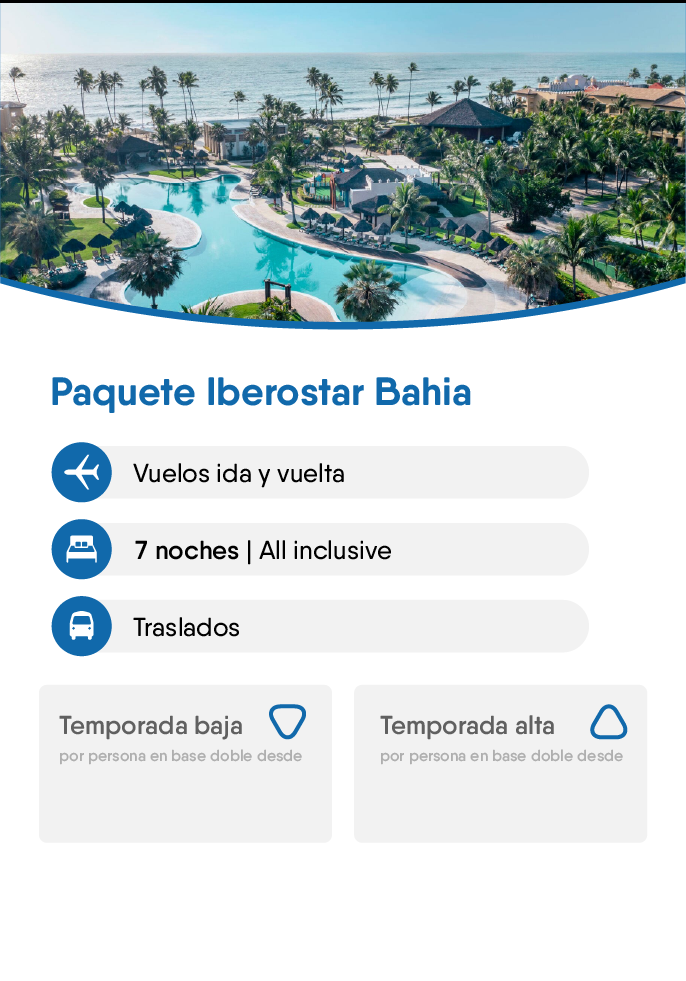 Paquete Iberostar Bahia
Vuelos ida y vuelta
7 noches | All inclusive
Traslados
Temporada baja
por persona en base doble desde
Temporada alta
por persona en base doble desde